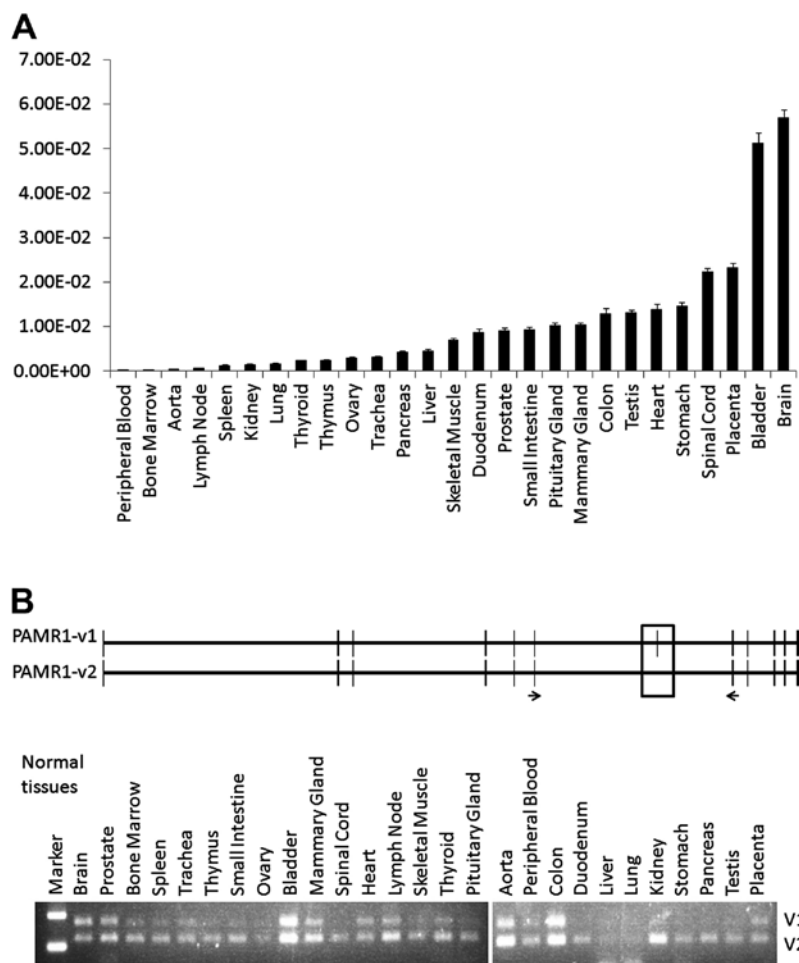 A
7.00E-02
6.00E-02
5.00E-02
4.00E-02
3.00E-02
2.00E-02
1.00E-02
0.00E+00
Peripheral Blood
Bone Marrow
Aorta
Lymph Node
Spleen
Kidney
Lung
Thyroid
Thymus
Ovary
Trachea
Pancreas
Liver
Skeletal Muscle
Duodenum
Prostate
Small Intestine
Pituitary Gland
Mammary Gland
Colon
Testis
Heart
Stomach
Spinal Cord
Placenta
Bladder
Brain
B
PAMR1-v1
PAMR1-v2
Normal
tissues
Marker
Brain
Prostate
Bone Marrow
Spleen
Trachea
Thymus
Small Intestine
Ovary
Bladder
Mammary Gland
Spinal Cord
Heart
Lymph Node
Skeletal Muscle
Thyroid
Pituitary Gland
Aorta
Peripheral Blood
Colon
Duodenum
Liver
Lung
Kidney
Stomach
Pancreas
Testis
Placenta
V1
V2